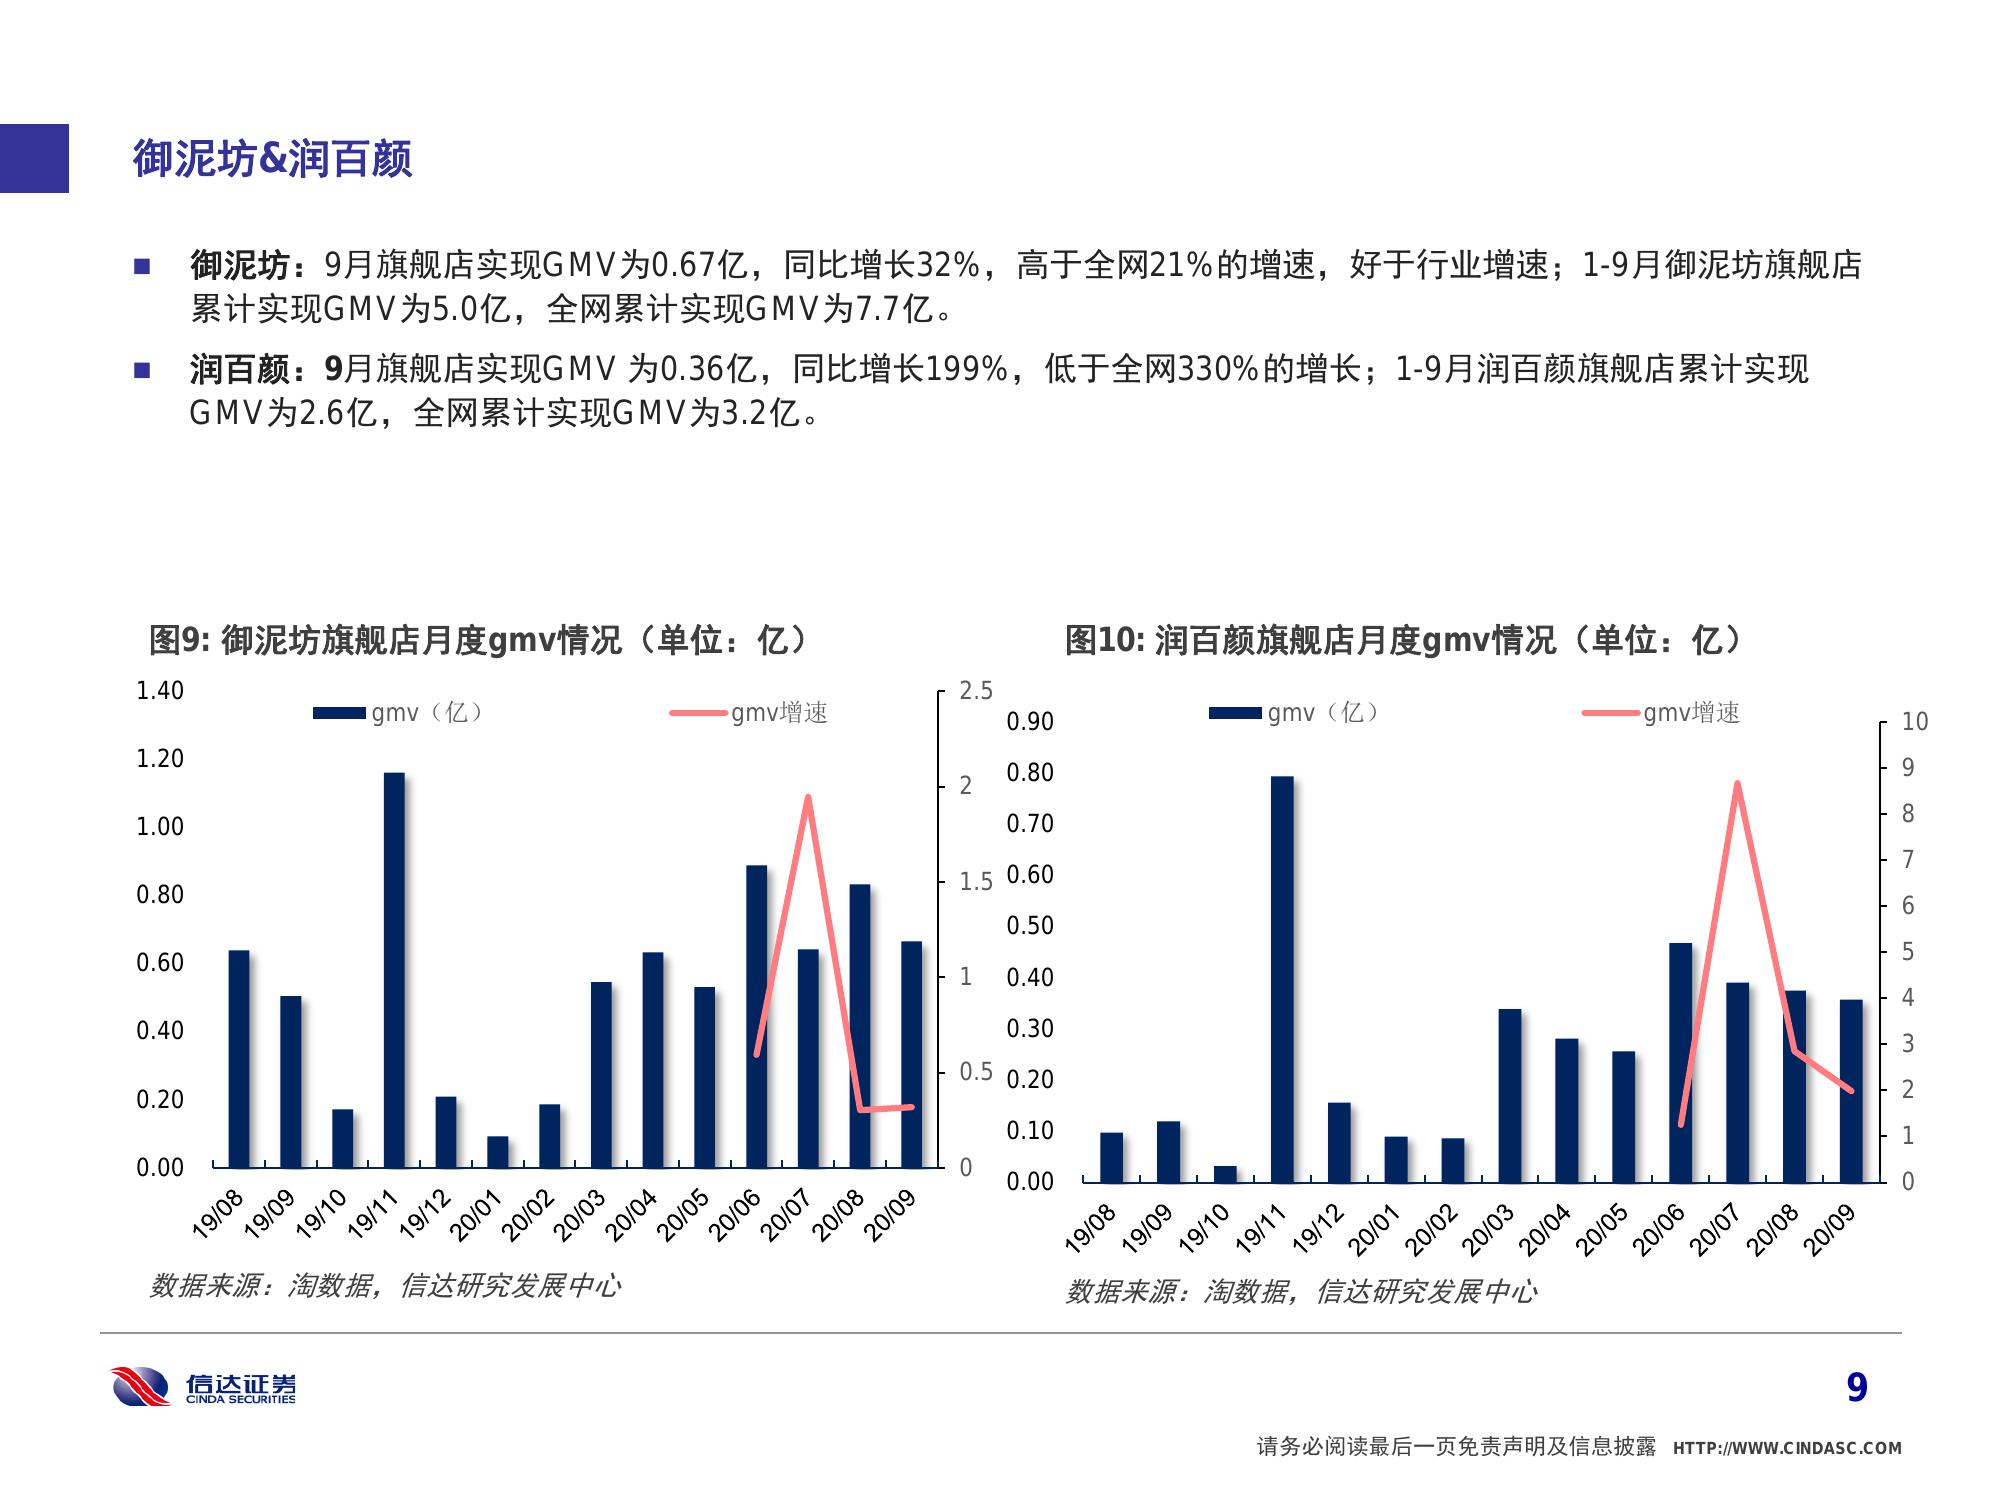 御泥坊&润百颜
■ 御泥坊：9月旗舰店实现GMV为0.67亿，同比增长32%，高于全网21%的增速，好于行业增速；1-9月御泥坊旗舰店
累计实现GMV为5.0亿，全网累计实现GMV为7.7亿。
■ 润百颜：9月旗舰店实现GMV 为0.36亿，同比增长199%，低于全网330%的增长；1-9月润百颜旗舰店累计实现
GMV为2.6亿，全网累计实现GMV为3.2亿。
图9: 御泥坊旗舰店月度gmv情况（单位：亿）
gmv（亿） gmv增速
1.40
1.20
1.00
0.80
0.60
0.40
0.20
0.00
2.5
2
1.5
1
0.5
0
19/08 19/09 19/10 19/11 19/12 20/01 20/02 20/03 20/04 20/05 20/06 20/07 20/08 20/09
数据来源：淘数据，信达研究发展中心
图10: 润百颜旗舰店月度gmv情况（单位：亿）
gmv（亿） gmv增速
0.90
0.80
0.70
0.60
0.50
0.40
0.30
0.20
0.10
0.00
10
9
8
7
6
5
4
3
2
1
0
19/08 19/09 19/10 19/11 19/12 20/01 20/02 20/03 20/04 20/05 20/06 20/07 20/08 20/09
数据来源：淘数据，信达研究发展中心
信达证券
CINDA SECURITIES
9
请务必阅读最后一页免责声明及信息披露 HTTP://WWW.CINDASC.COM